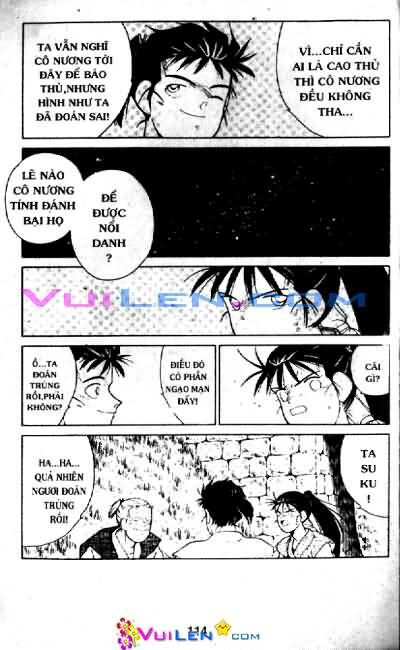 TA VẪN NGHĨ
CÔ NƯƠNG TỚI
ĐÂY ĐỂ BÁO
THÙ,NHƯNG
HÌNH NHƯ TA
ĐÃ ĐOÁN SAI!
VÌ...CHỈ CẦN
AI LÀ CAO THỦ
THÌ CÔ NƯƠNG
ĐỀU KHÔNG
THA...
LẼ NÀO
CÔ NƯƠNG
TÍNH ĐÁNH
BẠI HỌ
ĐỂ
ĐƯỢC
NỔI
DANH
?
VUILEN.COM
Ồ...TA
ĐOÁN
TRÚNG
RỒI,PHẢI
KHÔNG?
ĐIỀU ĐÓ
CÓ PHẦN
NGẠO MẠN
ĐẤY!
CÁI
GÌ?
HA...HA...
QUẢ NHIÊN
NGƯƠI ĐOÁN
TRÚNG
RỒI!
TA
SU
KU
!
114
VUILEN.COM